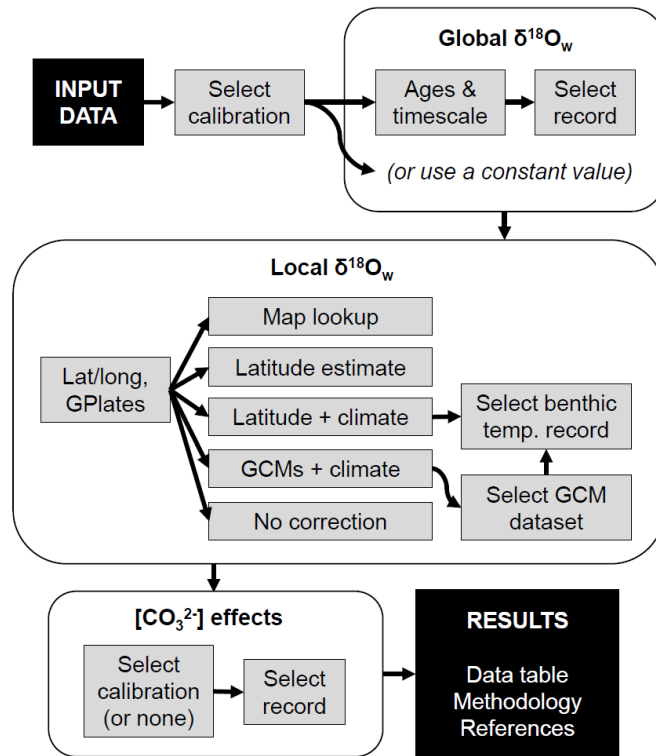 Global δ¹⁸O_w
INPUT
DATA
Select
calibration
Ages &
timescale
Select
record
(or use a constant value)
Local δ¹⁸O_w
Lat/long,
GPlates
Map lookup
Latitude estimate
Latitude + climate
GCMs + climate
No correction
Select benthic
temp. record
Select GCM
dataset
[CO₃²⁻] effects
Select
calibration
(or none)
Select
record
RESULTS
Data table
Methodology
References